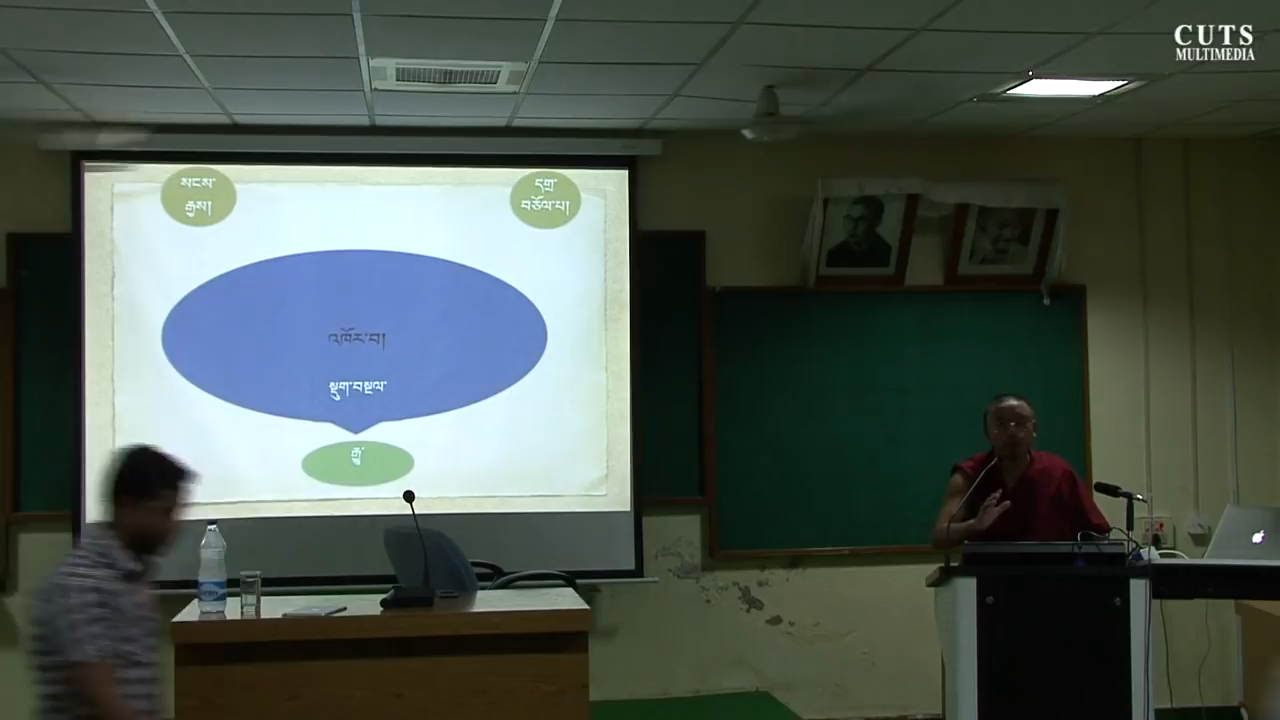 CUTS
MULTIMEDIA
སངས་
རྒྱས།
དགྲ་
བཅོམ་པ།
འཁོར་བ།
སྡུག་བསྔལ་
རྒྱུ་